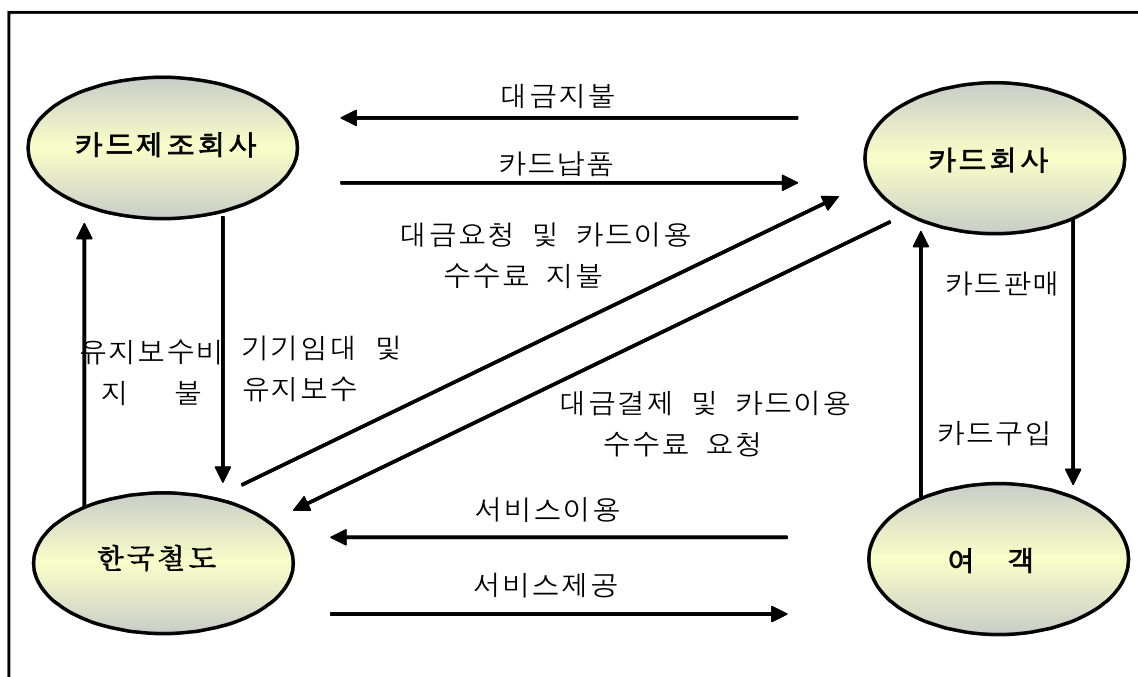 대금지불
카드제조회사
카드회사
카드납품
대금요청 및 카드이용
수수료 지불
카드판매
유지보수비
지 불
기기임대 및
유지보수
대금결제 및 카드이용
수수료 요청
카드구입
서비스이용
한국철도
여 객
서비스제공